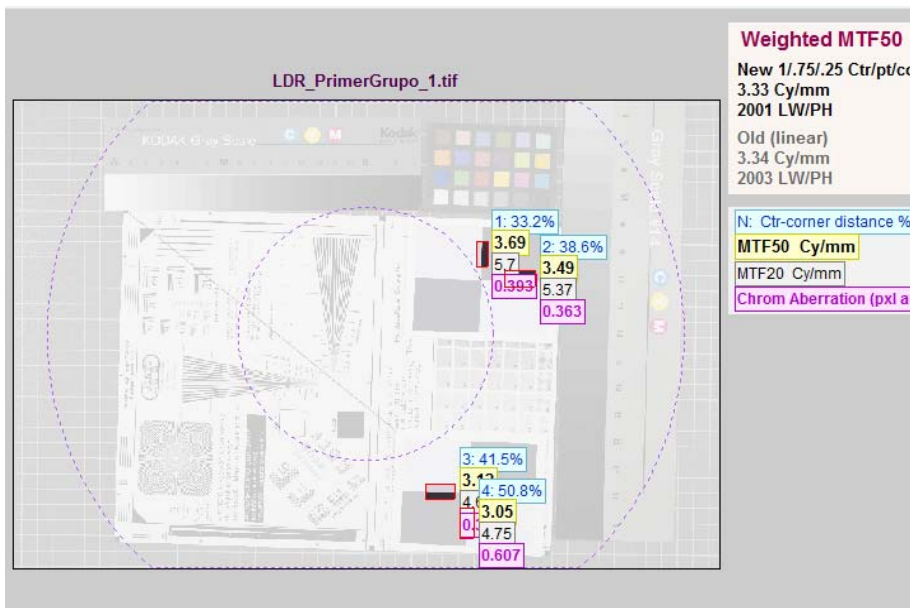 Weighted MTF50
LDR_PrimerGrupo_1.tif
New 1/.75/.25 Ctr/pt/co
3.33 Cy/mm
2001 LW/PH
Old (linear)
3.34 Cy/mm
2003 LW/PH
KODAK Gray Scale C Y M Kodak
Gray Scale #14
C
Y
M
N: Ctr-corner distance %
MTF50 Cy/mm
MTF20 Cy/mm
Chrom Aberration (pxl a
1: 33.2%
3.69
5.7
0.393
2: 38.6%
3.49
5.37
0.363
3: 41.5%
4: 50.8%
3.05
4.75
0.607